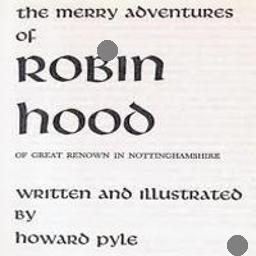 the merry adventures
of
Robin
Hood
OF GREAT RENOWN IN NOTTINGHAMSHIRE
written and illustrated
by
howard pyle